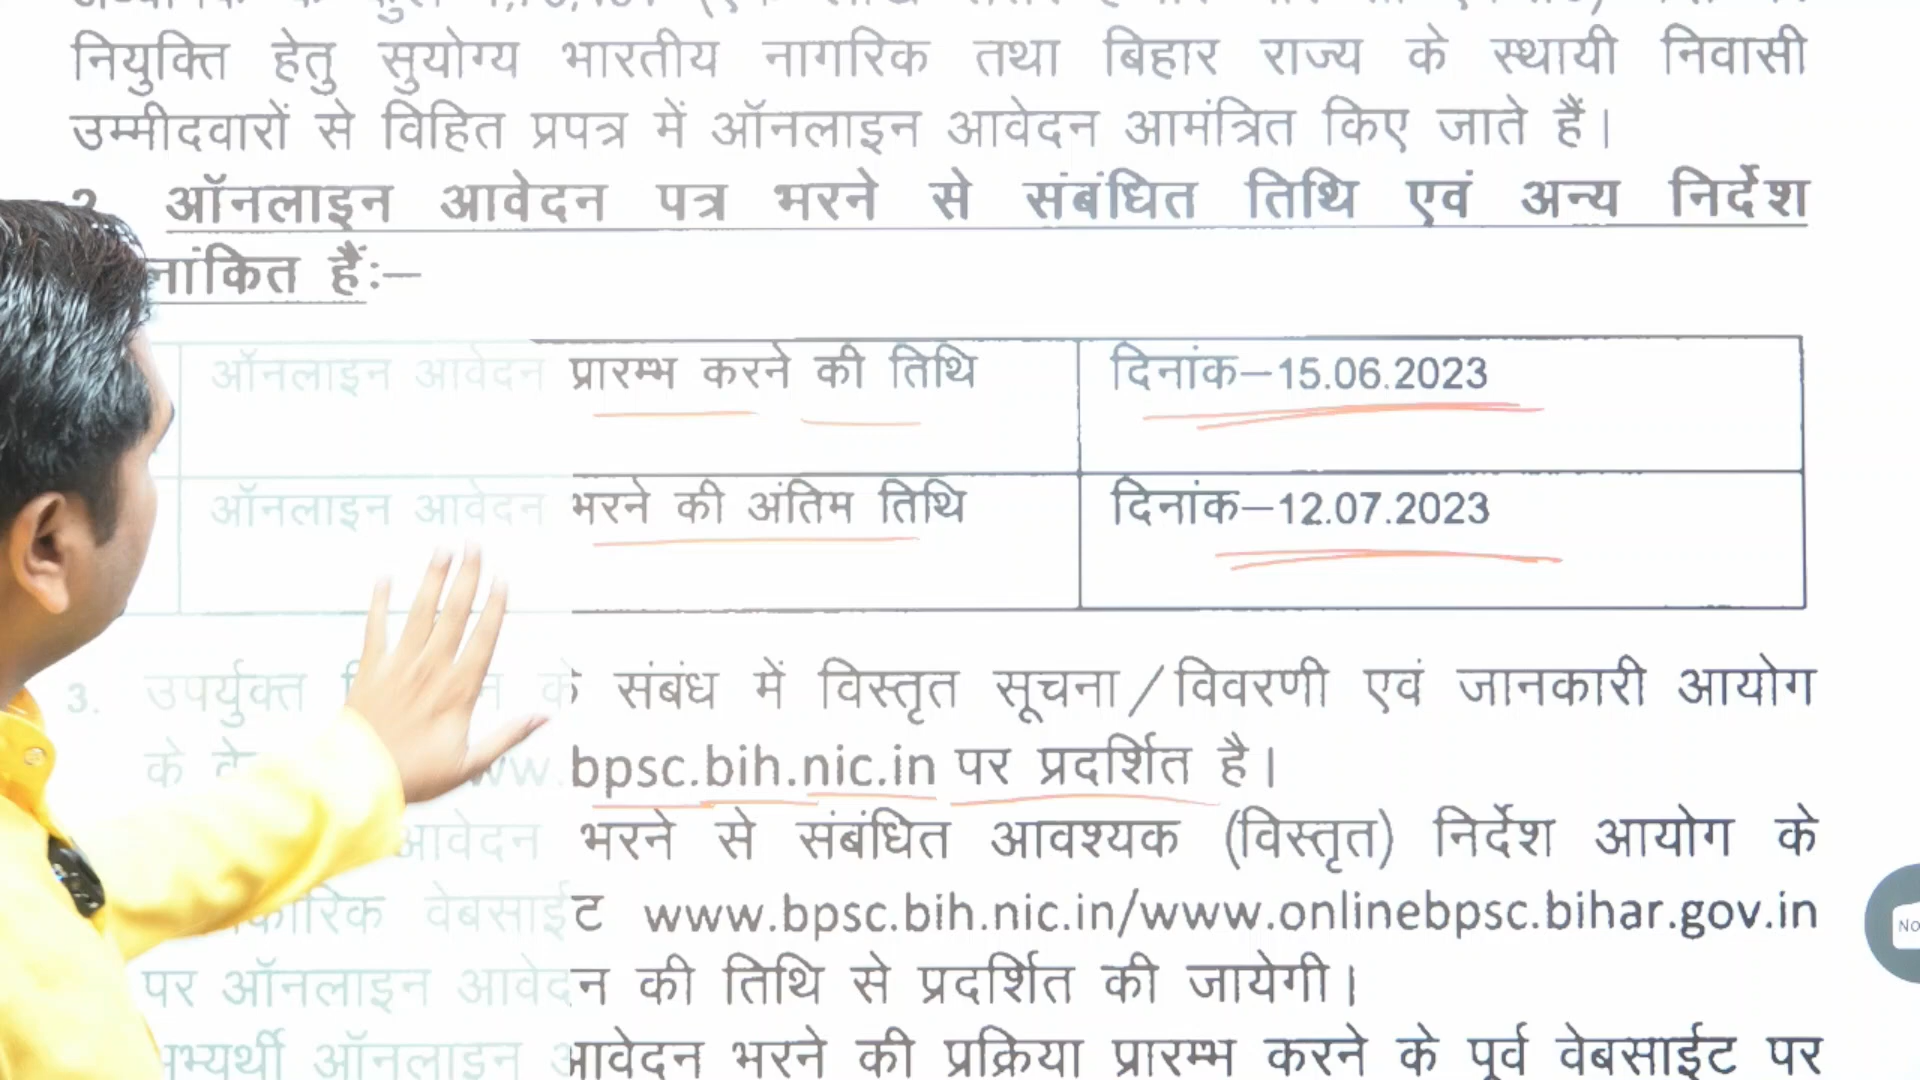 नियुक्ति हेतु सुयोग्य भारतीय नागरिक तथा बिहार राज्य के स्थायी निवासी
उम्मीदवारों से विहित प्रपत्र में ऑनलाइन आवेदन आमंत्रित किए जाते हैं।
ऑनलाइन आवेदन पत्र भरने से संबंधित तिथि एवं अन्य निर्देश
नांकित हैं:–
ऑनलाइन आवेदन प्रारम्भ करने की तिथि दिनांक–15.06.2023
ऑनलाइन आवेदन भरने की अंतिम तिथि दिनांक–12.07.2023
3. उपर्युक्त के संबंध में विस्तृत सूचना/विवरणी एवं जानकारी आयोग
के bpsc.bih.nic.in पर प्रदर्शित है।
आवेदन भरने से संबंधित आवश्यक (विस्तृत) निर्देश आयोग के
वेबसाईट www.bpsc.bih.nic.in/www.onlinebpsc.bihar.gov.in
पर ऑनलाइन आवेदन की तिथि से प्रदर्शित की जायेगी।
ऑनलाइन आवेदन भरने की प्रक्रिया प्रारम्भ करने के पूर्व वेबसाईट पर